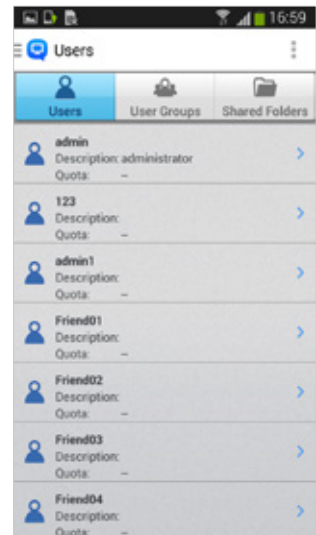 16:59
Users
Users User Groups Shared Folders
admin
Description: administrator
Quota: --
123
Description:
Quota: --
admin1
Description:
Quota: --
Friend01
Description:
Quota: --
Friend02
Description:
Quota: --
Friend03
Description:
Quota: --
Friend04
Description:
Quota: --